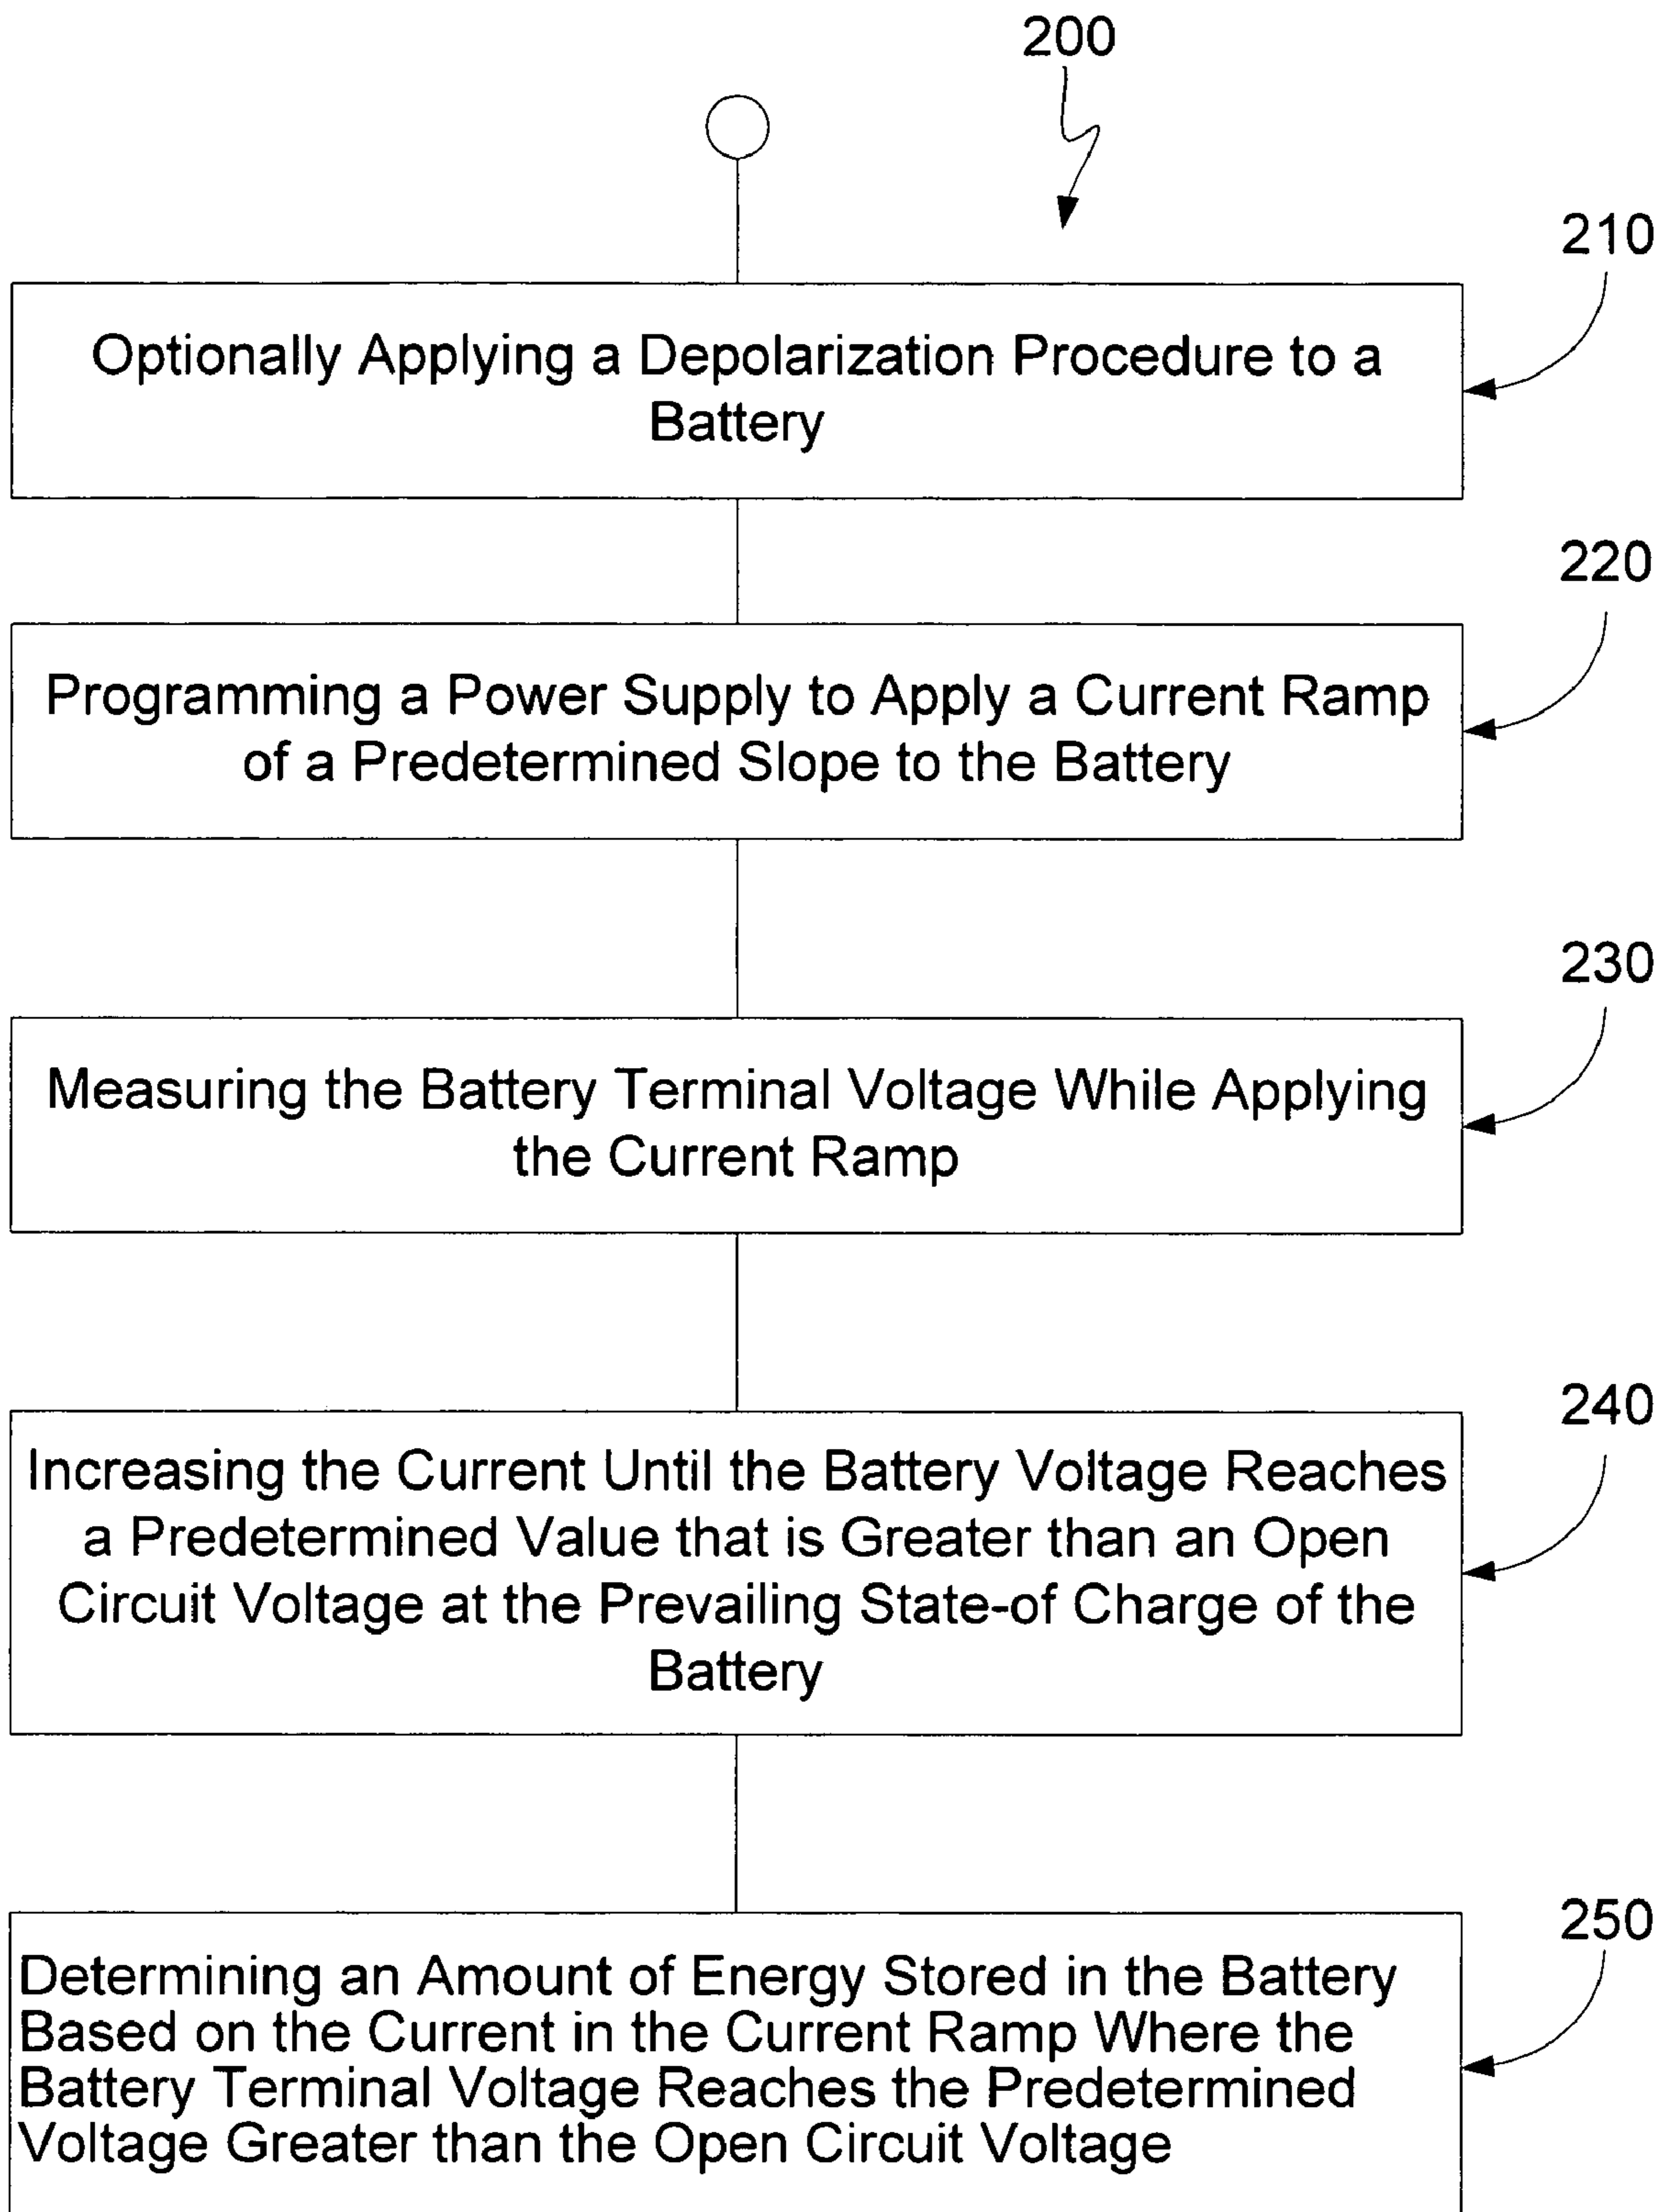 200
210
Optionally Applying a Depolarization Procedure to a
Battery
220
Programming a Power Supply to Apply a Current Ramp
of a Predetermined Slope to the Battery
230
Measuring the Battery Terminal Voltage While Applying
the Current Ramp
240
Increasing the Current Until the Battery Voltage Reaches
a Predetermined Value that is Greater than an Open
Circuit Voltage at the Prevailing State-of Charge of the
Battery
250
Determining an Amount of Energy Stored in the Battery
Based on the Current in the Current Ramp Where the
Battery Terminal Voltage Reaches the Predetermined
Voltage Greater than the Open Circuit Voltage